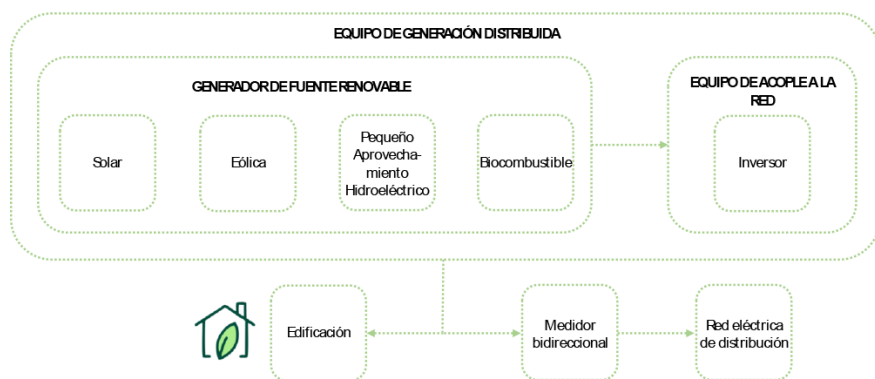 EQUIPO DE GENERACIÓN DISTRIBUIDA
GENERADOR DE FUENTE RENOVABLE
EQUIPO DE ACOPLE A LA
RED
Solar
Eólica
Pequeño
Aprovecha-
miento
Hidroeléctrico
Biocombustible
Inversor
Edificación
Medidor
bidireccional
Red eléctrica
de distribución